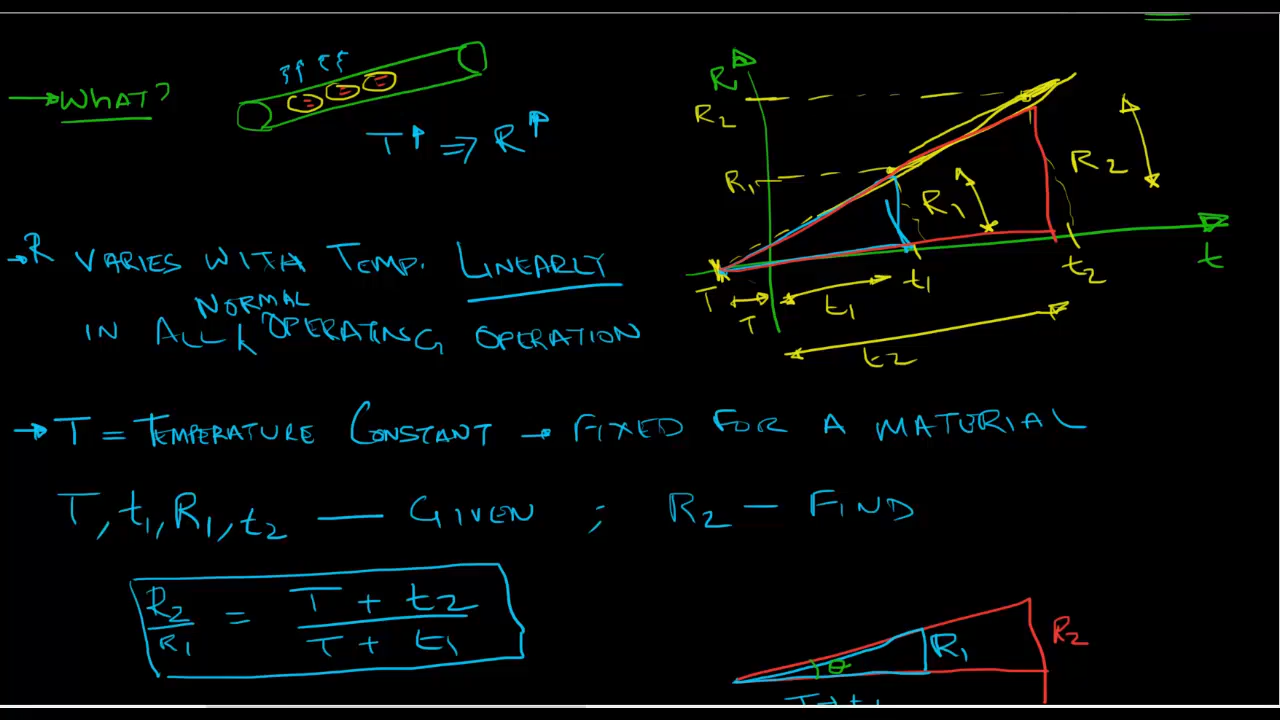 WHAT?
T↑ ⇒ R↑
→ R VARIES WITH TEMP. LINEARLY
IN ALL NORMAL OPERATING OPERATION
R
R2
R1
R1
R2
T
T
t1
t1
t2
t2
t
→ T = TEMPERATURE CONSTANT → FIXED FOR A MATERIAL
T, t1, R1, t2 — GIVEN ; R2 — FIND
R2/R1 = (T + t2)/(T + t1)
θ
R1
R2